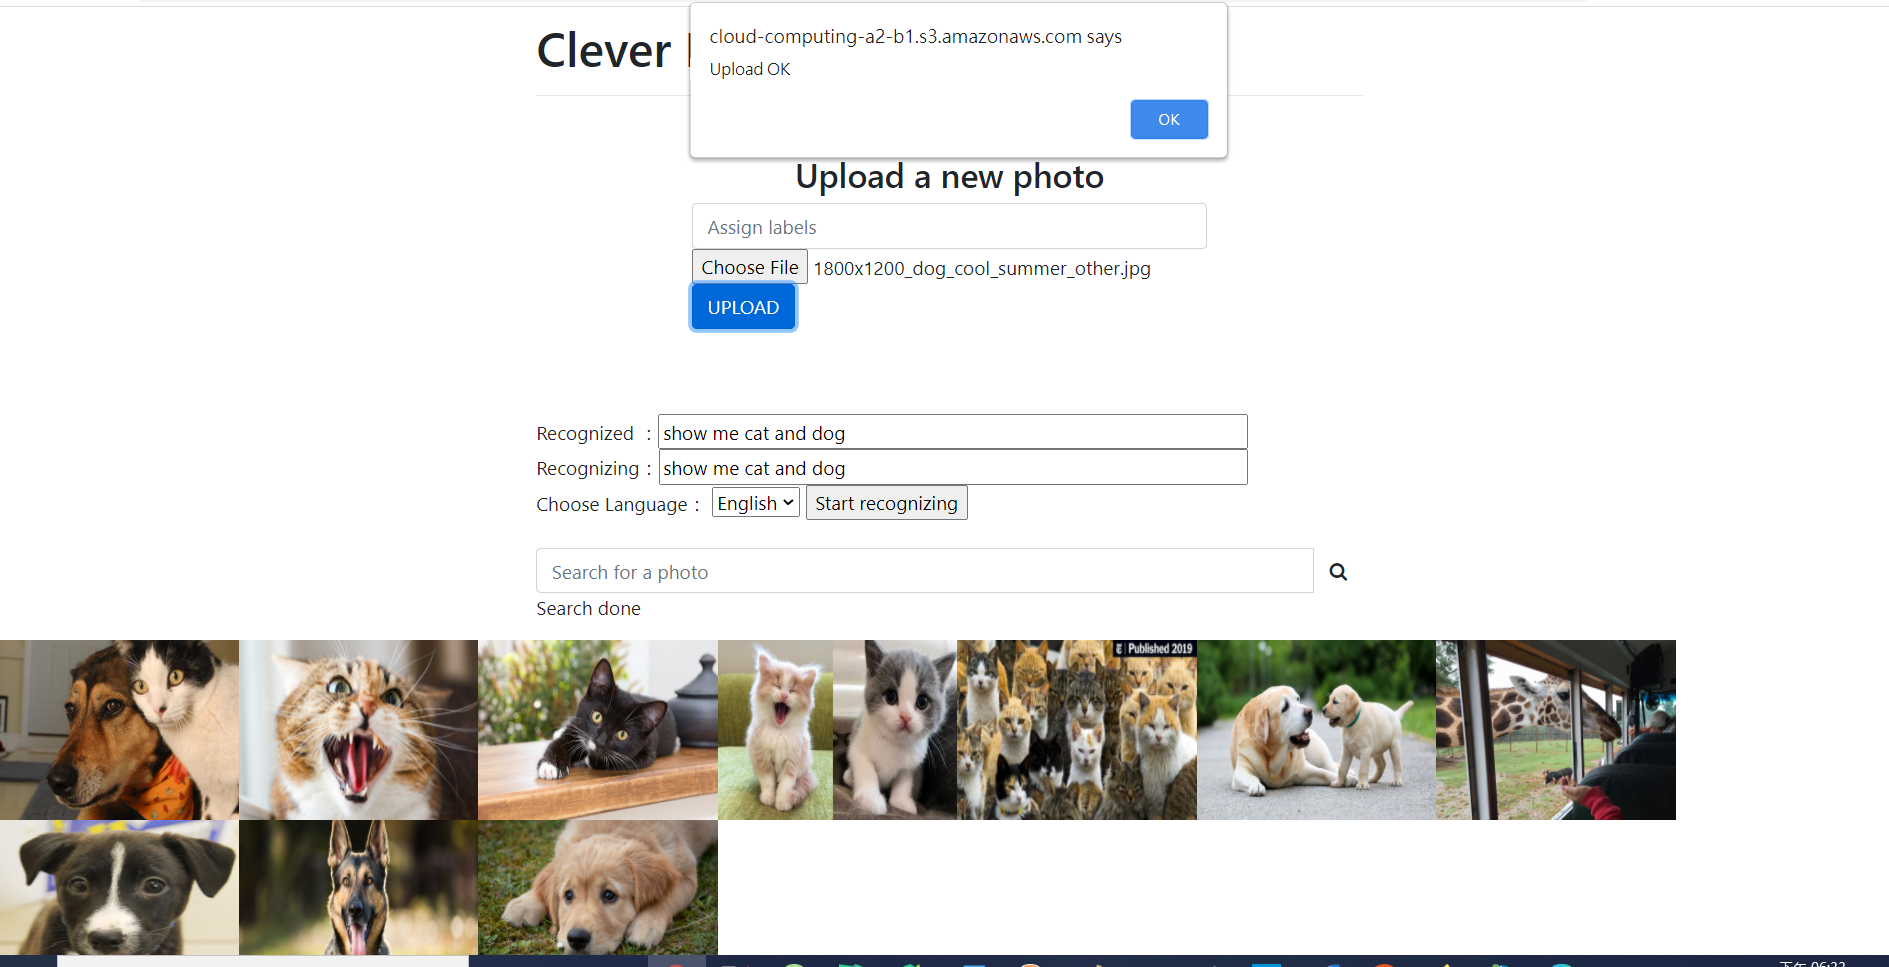 cloud-computing-a2-b1.s3.amazonaws.com says
Upload OK
OK
Clever
Upload a new photo
Assign labels
Choose File 1800x1200_dog_cool_summer_other.jpg
UPLOAD
Recognized : show me cat and dog
Recognizing : show me cat and dog
Choose Language : English Start recognizing
Search for a photo
Search done
Published 2019